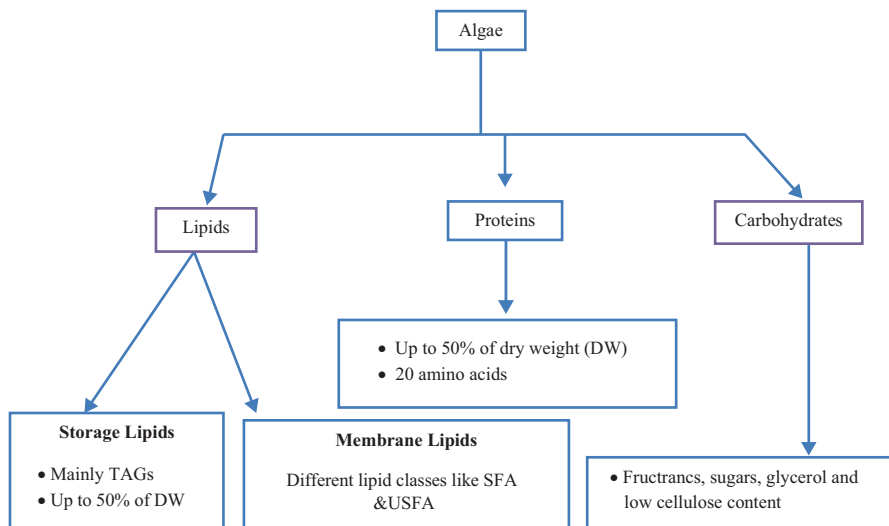 Algae
Lipids
Proteins
Carbohydrates
• Up to 50% of dry weight (DW)
• 20 amino acids
Storage Lipids
• Mainly TAGs
• Up to 50% of DW
Membrane Lipids
Different lipid classes like SFA
&USFA
• Fructrancs, sugars, glycerol and
low cellulose content